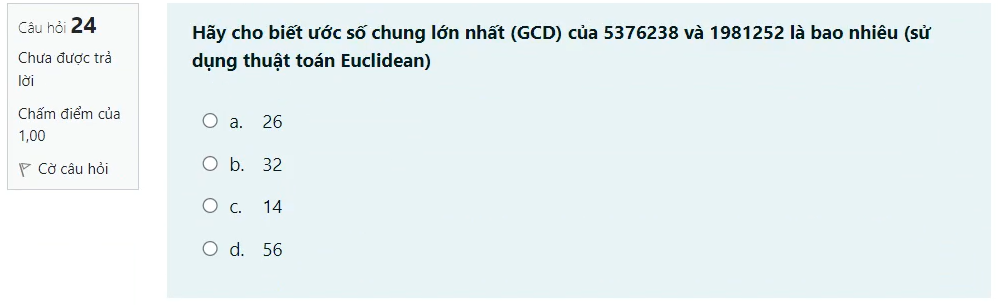 Câu hỏi 24
Chưa được trả
lời
Chấm điểm của
1,00
Cờ câu hỏi
Hãy cho biết ước số chung lớn nhất (GCD) của 5376238 và 1981252 là bao nhiêu (sử
dụng thuật toán Euclidean)
a. 26
b. 32
c. 14
d. 56